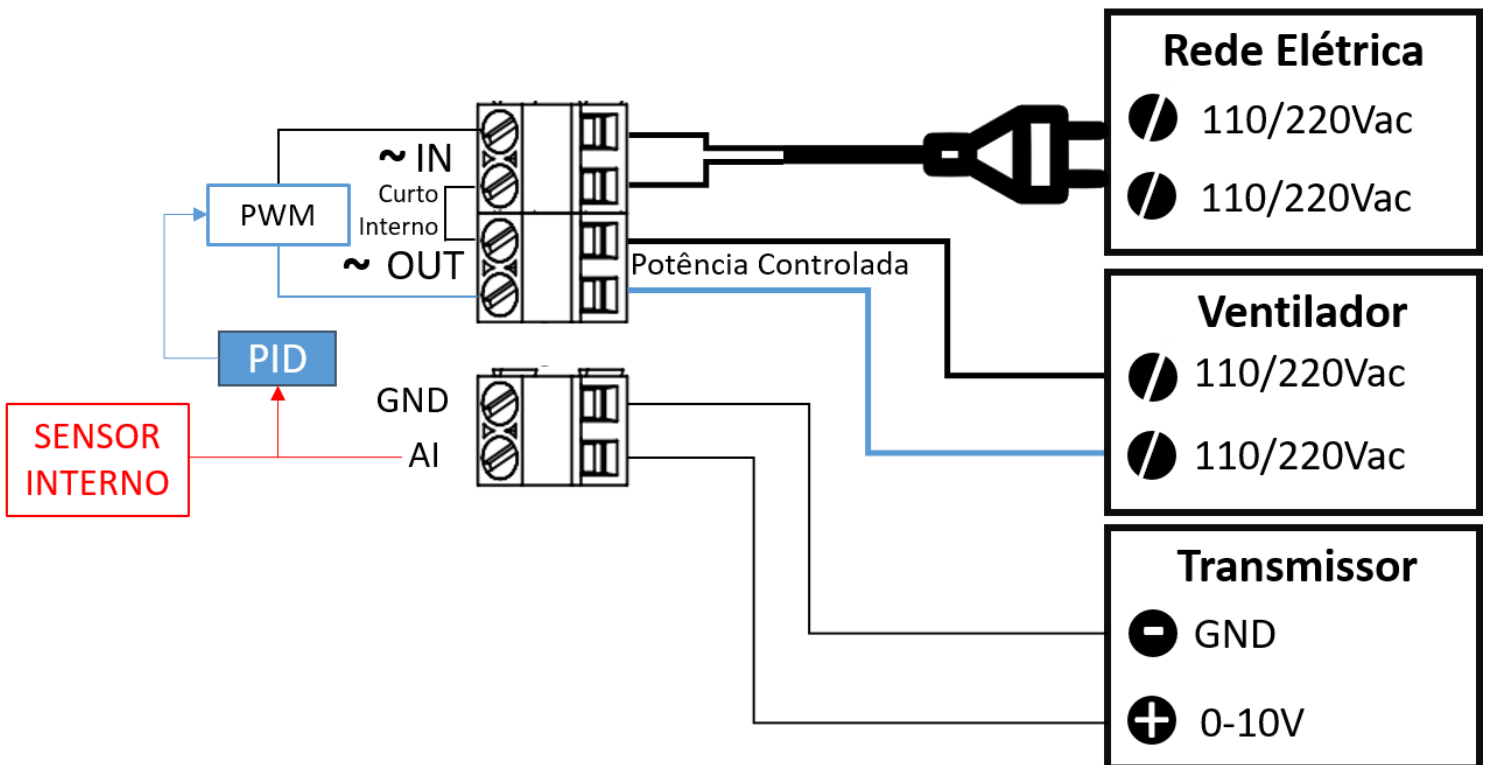 Rede Elétrica
110/220Vac
110/220Vac
~ IN
Curto
Interno
~ OUT
PWM
Potência Controlada
Ventilador
110/220Vac
110/220Vac
PID
GND
AI
SENSOR
INTERNO
Transmissor
- GND
+ 0-10V